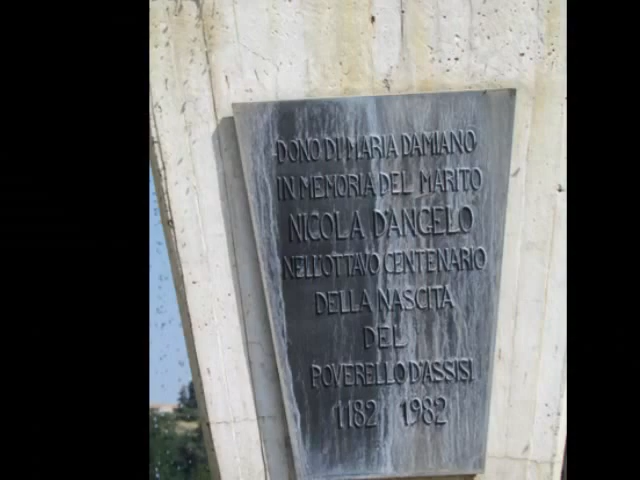 DONO DI MARIA DAMIANO
IN MEMORIA DEL MARITO
NICOLA D'ANGELO
NELL'OTTAVO CENTENARIO
DELLA NASCITA
DEL
POVERELLO D'ASSISI
1182 1982